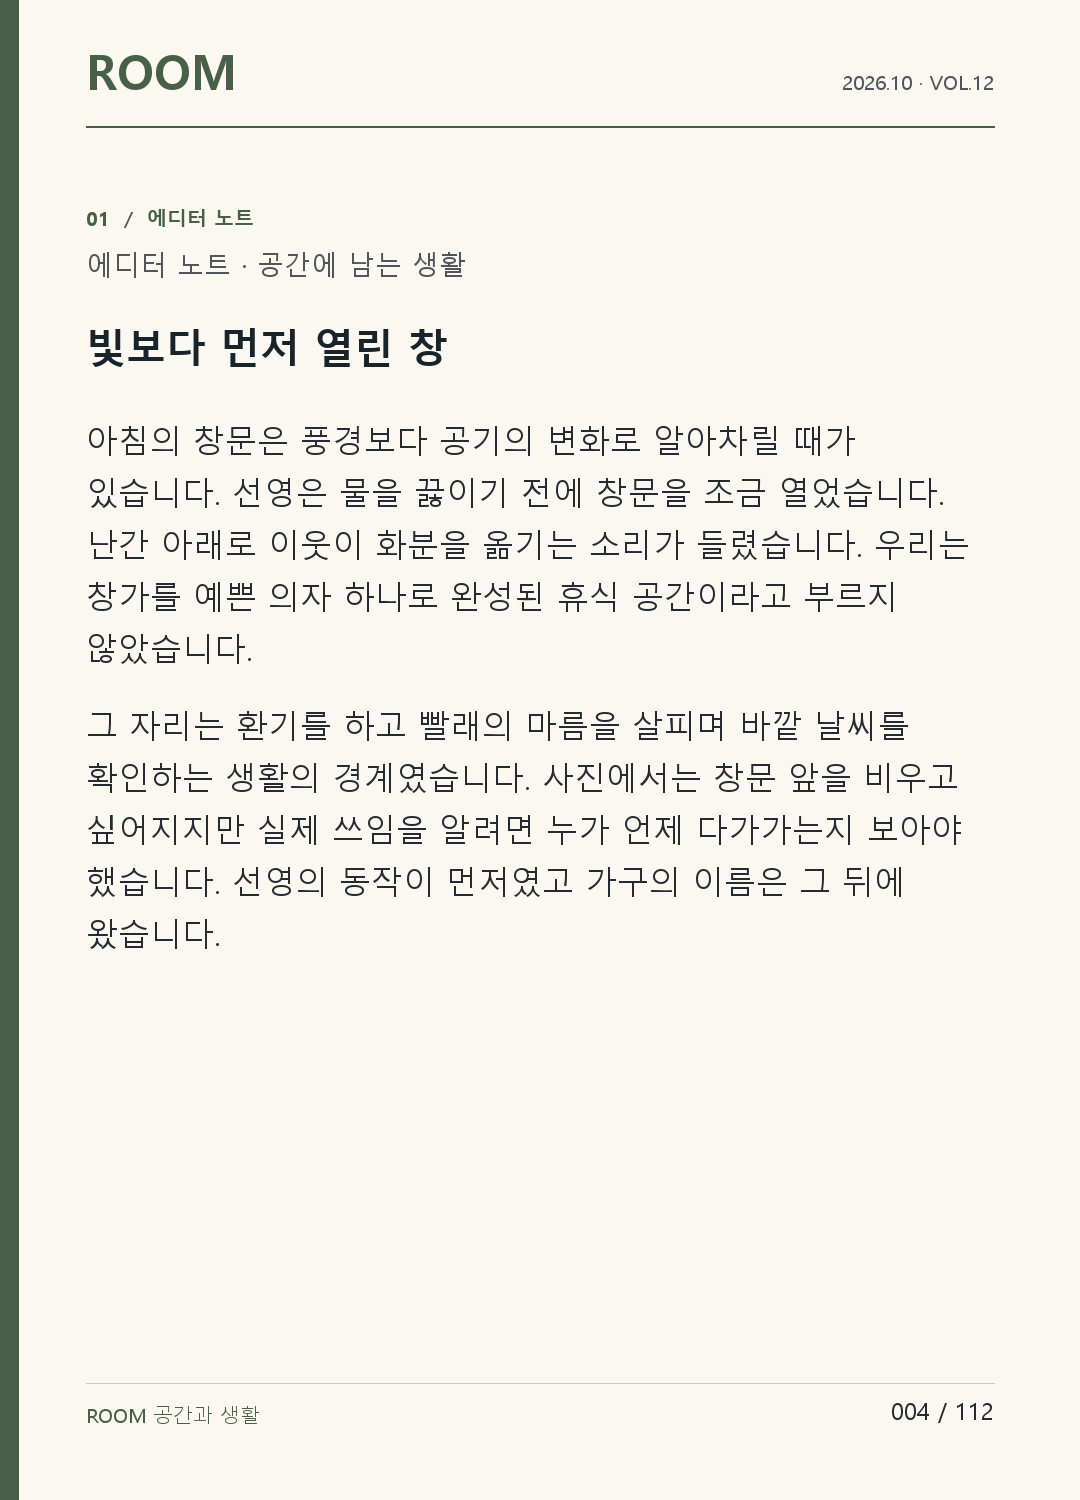 ROOM
2026.10 · VOL.12
01 / 에디터 노트
에디터 노트 · 공간에 남는 생활
빛보다 먼저 열린 창
아침의 창문은 풍경보다 공기의 변화로 알아차릴 때가
있습니다. 선영은 물을 끓이기 전에 창문을 조금 열었습니다.
난간 아래로 이웃이 화분을 옮기는 소리가 들렸습니다. 우리는
창가를 예쁜 의자 하나로 완성된 휴식 공간이라고 부르지
않았습니다.
그 자리는 환기를 하고 빨래의 마름을 살피며 바깥 날씨를
확인하는 생활의 경계였습니다. 사진에서는 창문 앞을 비우고
싶어지지만 실제 쓰임을 알려면 누가 언제 다가가는지 보아야
했습니다. 선영의 동작이 먼저였고 가구의 이름은 그 뒤에
왔습니다.
ROOM 공간과 생활
004 / 112